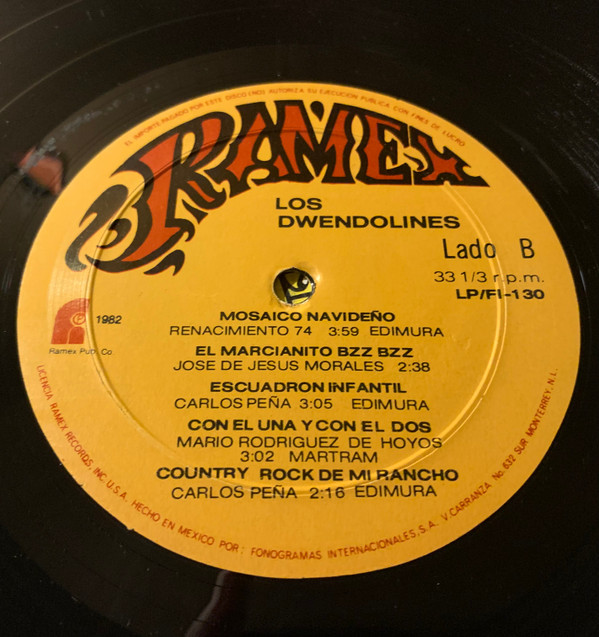 EL IMPORTE PAGADO POR ESTE DISCO (NO) AUTORIZA SU EJECUCION PUBLICA CON FINES DE LUCRO
RAMEX
LOS
DWENDOLINES
Lado B
33 1/3 r.p.m.
LP/FI-130
1982
Ramex Pub. Co.
MOSAICO NAVIDEÑO
RENACIMIENTO 74 3:59 EDIMURA
EL MARCIANITO BZZ BZZ
JOSE DE JESUS MORALES 2:38
ESCUADRON INFANTIL
CARLOS PEÑA 3:05 EDIMURA
CON EL UNA Y CON EL DOS
MARIO RODRIGUEZ DE HOYOS
3:02 MARTRAM
COUNTRY ROCK DE MI RANCHO
CARLOS PEÑA 2:16 EDIMURA
LICENCIA RAMEX RECORDS, INC. U.S.A. HECHO EN MEXICO POR: FONOGRAMAS INTERNACIONALES, S.A. V. CARRANZA No. 632 SUR MONTERREY, N.L.